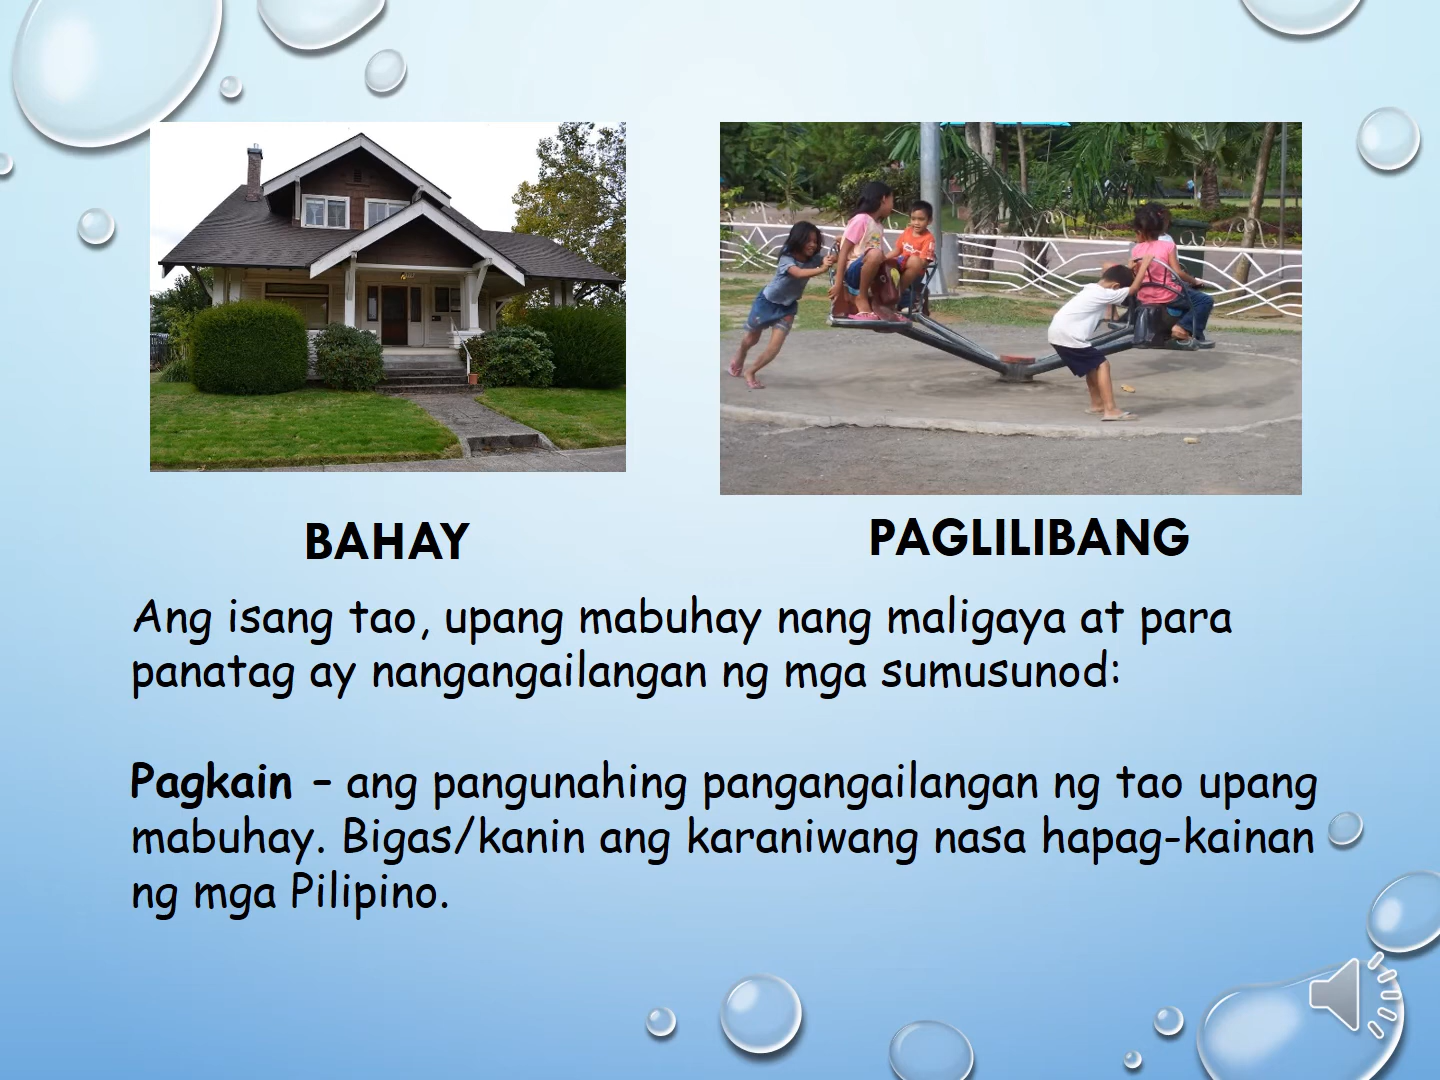 BAHAY
PAGLILIBANG
Ang isang tao, upang mabuhay nang maligaya at para
panatag ay nangangailangan ng mga sumusunod:
Pagkain - ang pangunahing pangangailangan ng tao upang
mabuhay. Bigas/kanin ang karaniwang nasa hapag-kainan
ng mga Pilipino.